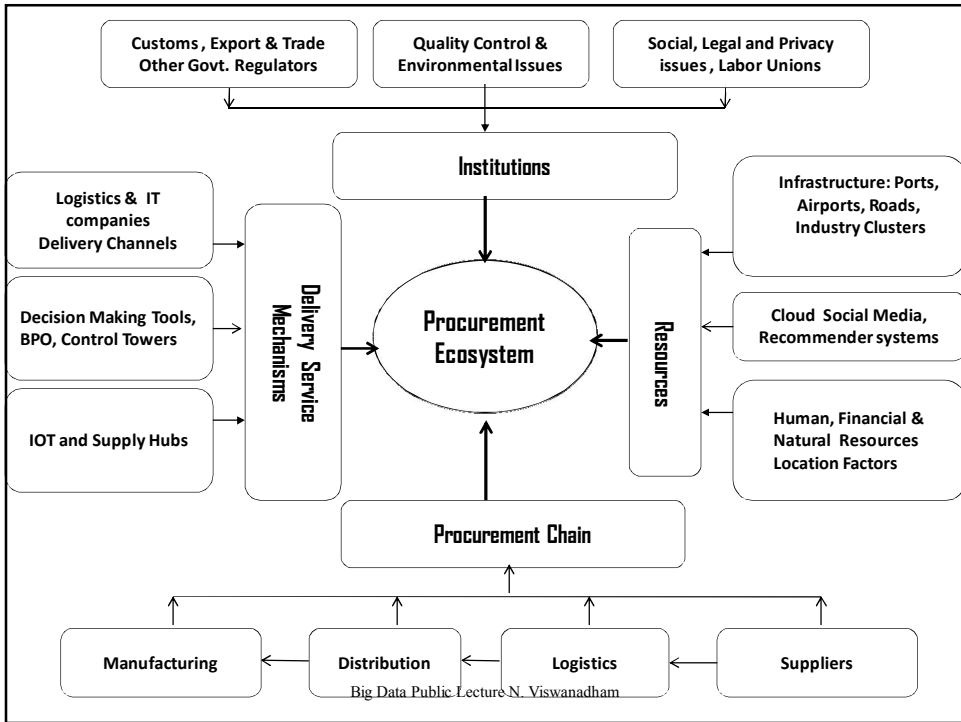 Customs , Export & Trade
Other Govt. Regulators
Quality Control &
Environmental Issues
Social, Legal and Privacy
issues , Labor Unions
Institutions
Logistics & IT
companies
Delivery Channels
Decision Making Tools,
BPO, Control Towers
IOT and Supply Hubs
Delivery Service
Mechanisms
Procurement
Ecosystem
Resources
Infrastructure: Ports,
Airports, Roads,
Industry Clusters
Cloud Social Media,
Recommender systems
Human, Financial &
Natural Resources
Location Factors
Procurement Chain
Manufacturing
Distribution
Logistics
Suppliers
Big Data Public Lecture N. Viswanadham